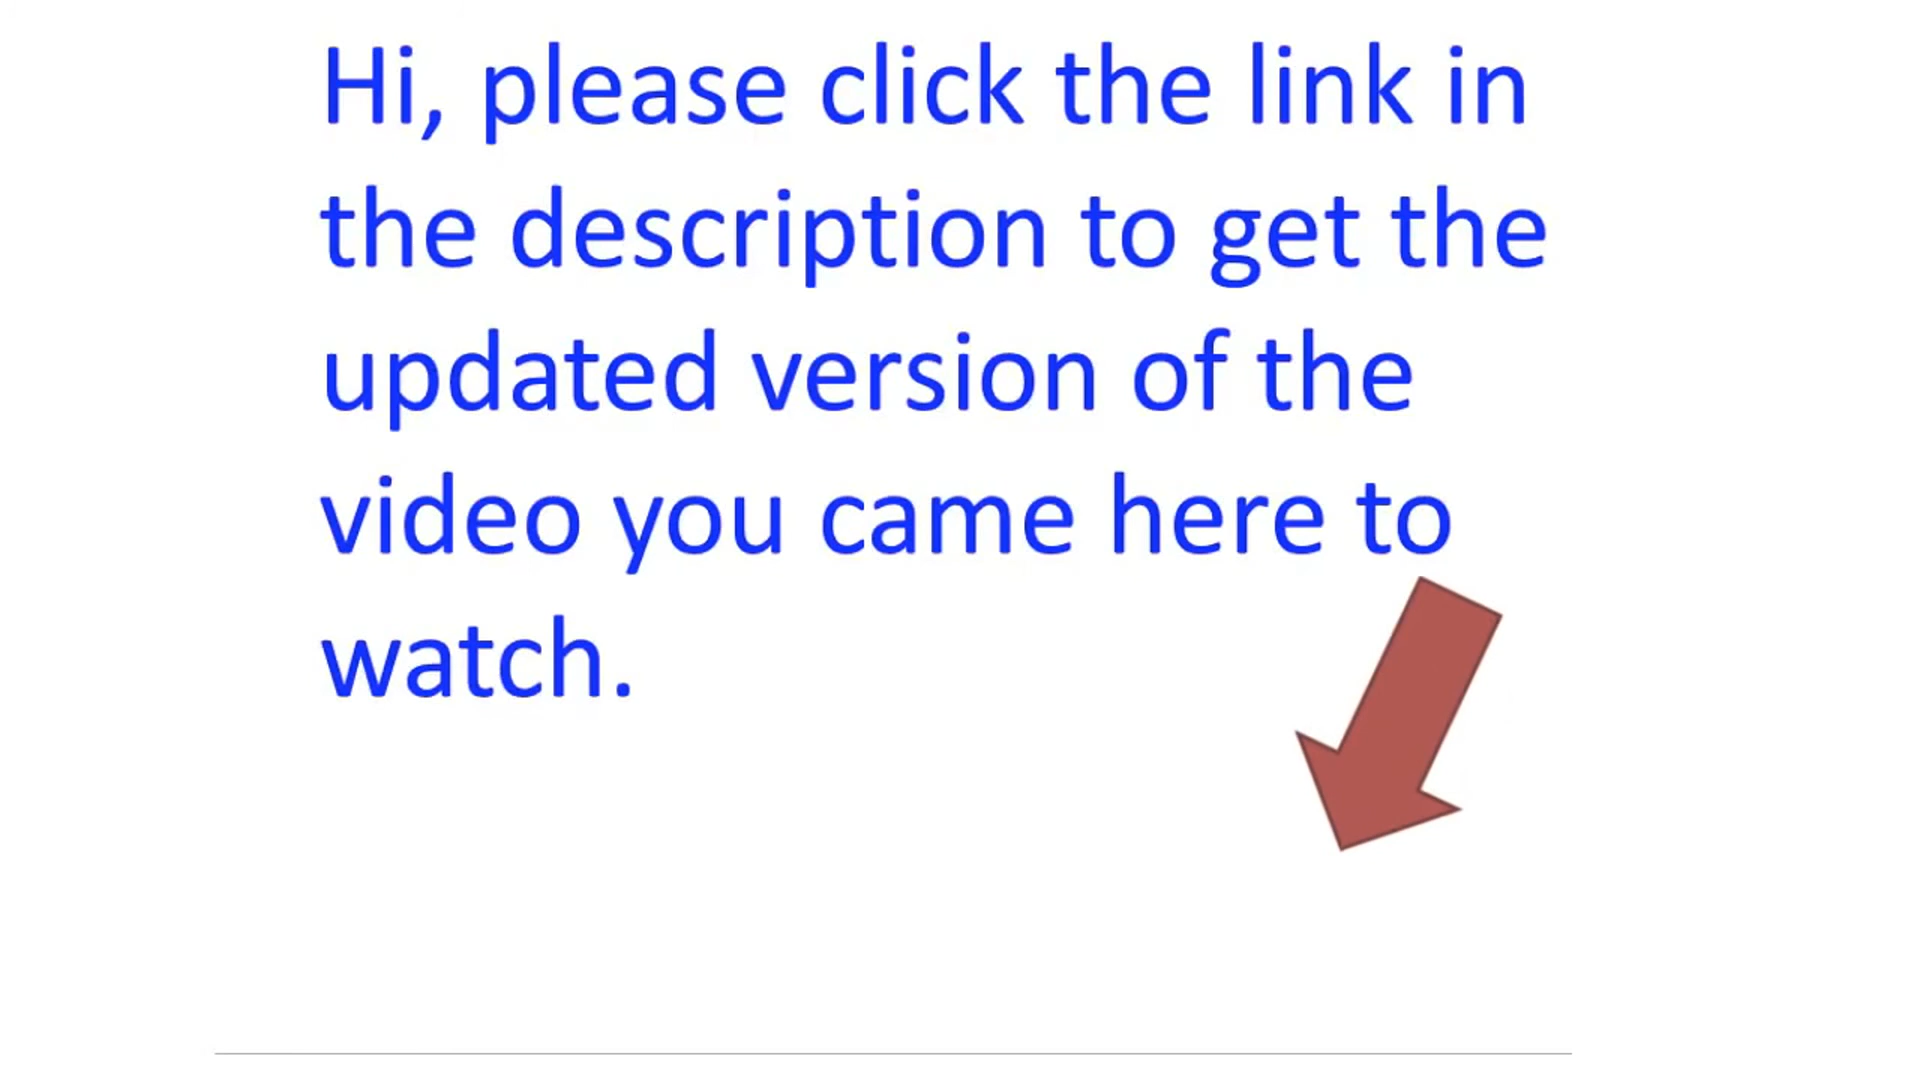 Hi, please click the link in
the description to get the
updated version of the
video you came here to
watch.